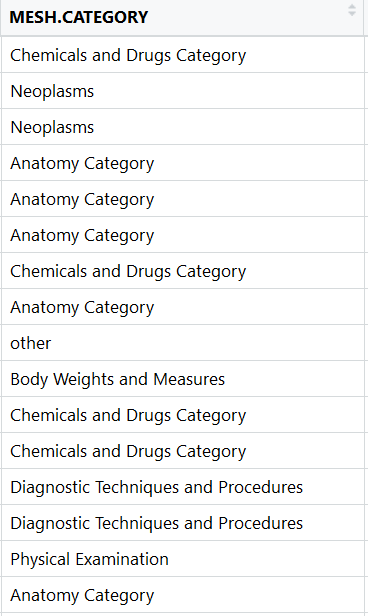 MESH.CATEGORY
Chemicals and Drugs Category
Neoplasms
Neoplasms
Anatomy Category
Anatomy Category
Anatomy Category
Chemicals and Drugs Category
Anatomy Category
other
Body Weights and Measures
Chemicals and Drugs Category
Chemicals and Drugs Category
Diagnostic Techniques and Procedures
Diagnostic Techniques and Procedures
Physical Examination
Anatomy Category